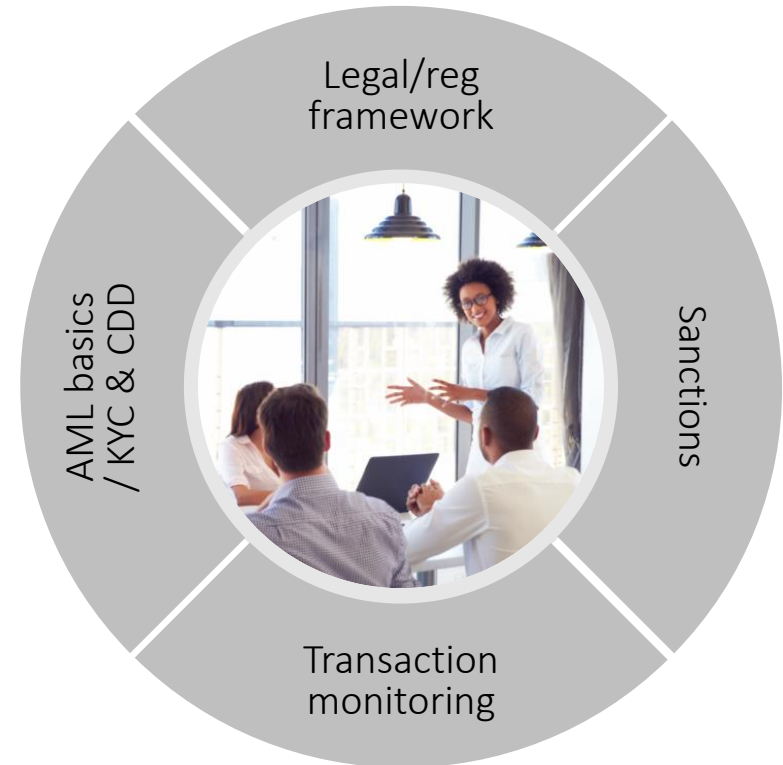 Legal/reg
framework
Sanctions
Transaction
monitoring
AML basics
/ KYC & CDD